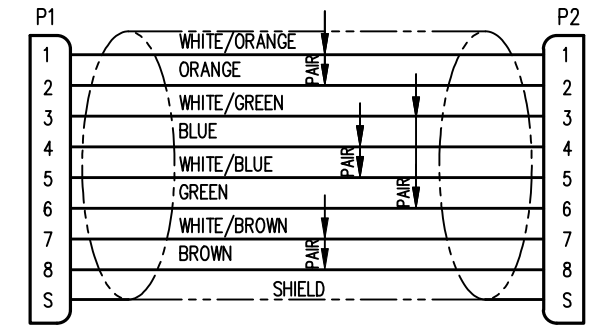 P1 P2
WHITE/ORANGE
1 1
ORANGE PAIR
2 2
WHITE/GREEN
3 3
BLUE
4 4
WHITE/BLUE PAIR
5 5
GREEN PAIR
6 6
WHITE/BROWN
7 7
BROWN PAIR
8 8
SHIELD
S S